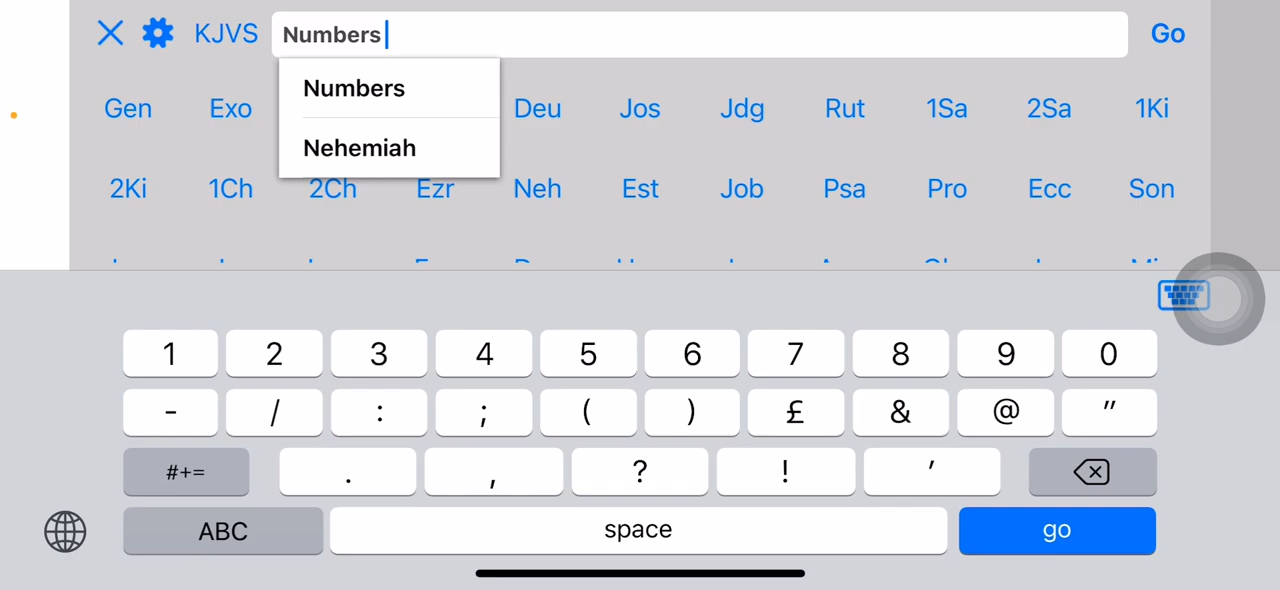 KJVS Numbers Go
Numbers
Nehemiah
Gen Exo Deu Jos Jdg Rut 1Sa 2Sa 1Ki
2Ki 1Ch 2Ch Ezr Neh Est Job Psa Pro Ecc Son
1 2 3 4 5 6 7 8 9 0
- / : ; ( ) £ & @ "
#+= . , ? ! '
ABC space go